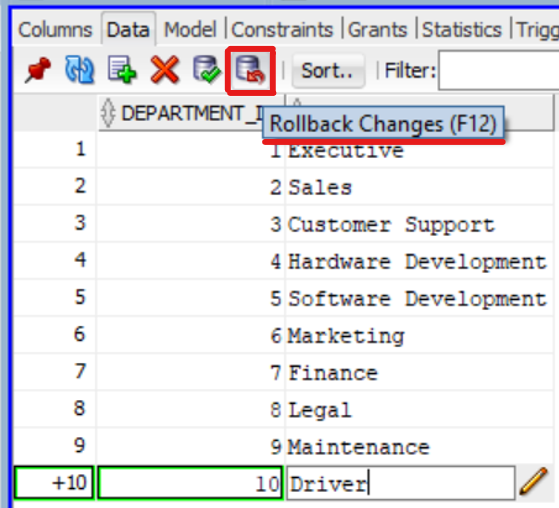 Columns Data Model Constraints Grants Statistics Trigg
Sort.. Filter:
DEPARTMENT_I
Rollback Changes (F12)
1 1 Executive
2 2 Sales
3 3 Customer Support
4 4 Hardware Development
5 5 Software Development
6 6 Marketing
7 7 Finance
8 8 Legal
9 9 Maintenance
+10 10 Driver